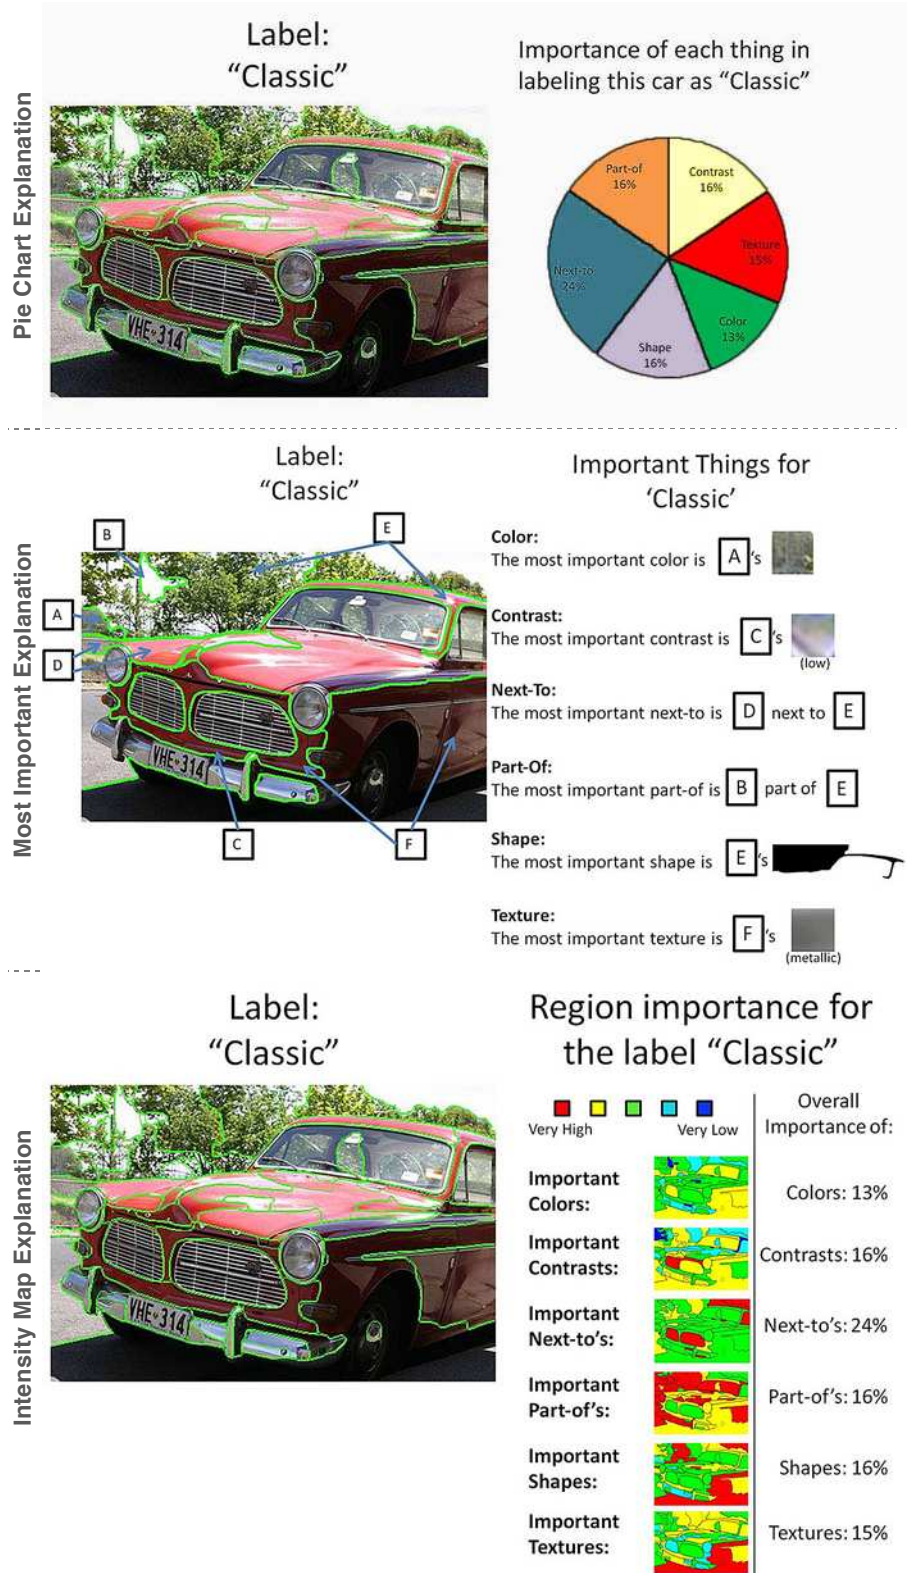 Pie Chart Explanation
Label:
“Classic”
VHE·314
Importance of each thing in
labeling this car as “Classic”
Part-of
16%
Contrast
16%
Texture
15%
Color
13%
Shape
16%
Next-to
24%
Most Important Explanation
Label:
“Classic”
B
E
A
D
VHE·314
C
F
Important Things for
‘Classic’
Color:
The most important color is A ‘s
Contrast:
The most important contrast is C ‘s
(low)
Next-To:
The most important next-to is D next to E
Part-Of:
The most important part-of is B part of E
Shape:
The most important shape is E ‘s
Texture:
The most important texture is F ‘s
(metallic)
Intensity Map Explanation
Label:
“Classic”
VHE·314
Region importance for
the label “Classic”
Very High
Very Low
Overall
Importance of:
Important
Colors:
Colors: 13%
Important
Contrasts:
Contrasts: 16%
Important
Next-to's:
Next-to's: 24%
Important
Part-of's:
Part-of's: 16%
Important
Shapes:
Shapes: 16%
Important
Textures:
Textures: 15%